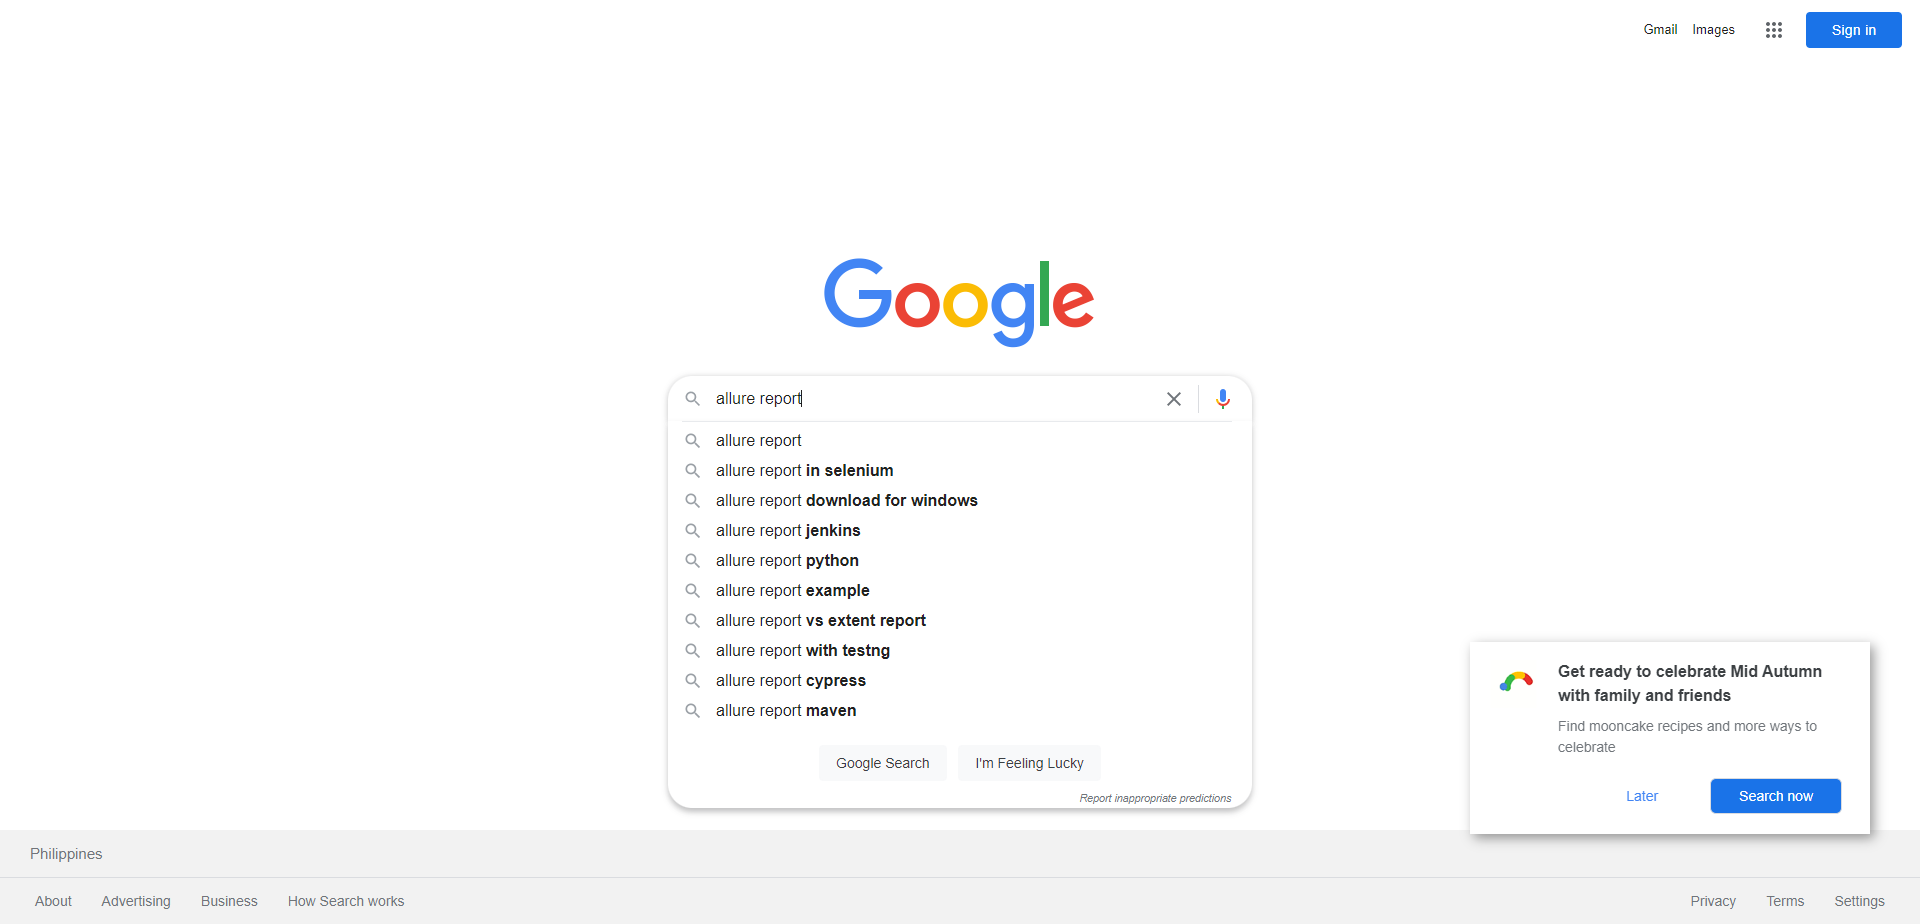 Gmail Images Sign in
Google
allure report
allure report
allure report in selenium
allure report download for windows
allure report jenkins
allure report python
allure report example
allure report vs extent report
allure report with testng
allure report cypress
allure report maven
Google Search I'm Feeling Lucky
Report inappropriate predictions
Get ready to celebrate Mid Autumn
with family and friends
Find mooncake recipes and more ways to
celebrate
Later Search now
Philippines
About Advertising Business How Search works Privacy Terms Settings